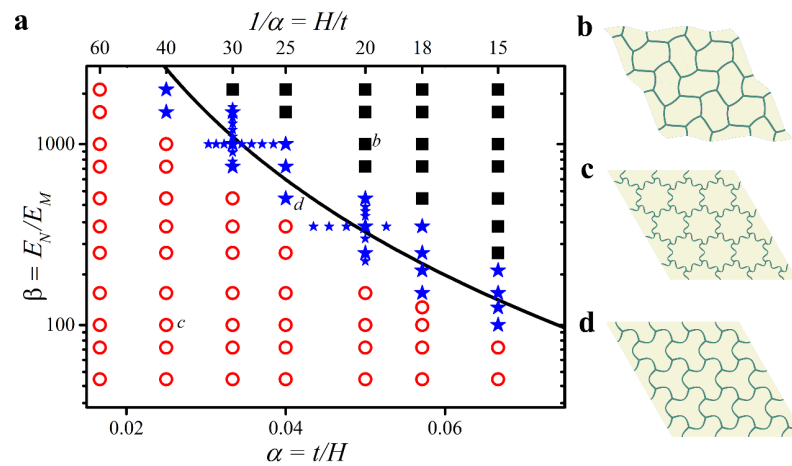 a
1/α = H/t
60 40 30 25 20 18 15
β = E_N/E_M
1000
100
b
d
c
0.02 0.04 0.06
α = t/H
b
c
d